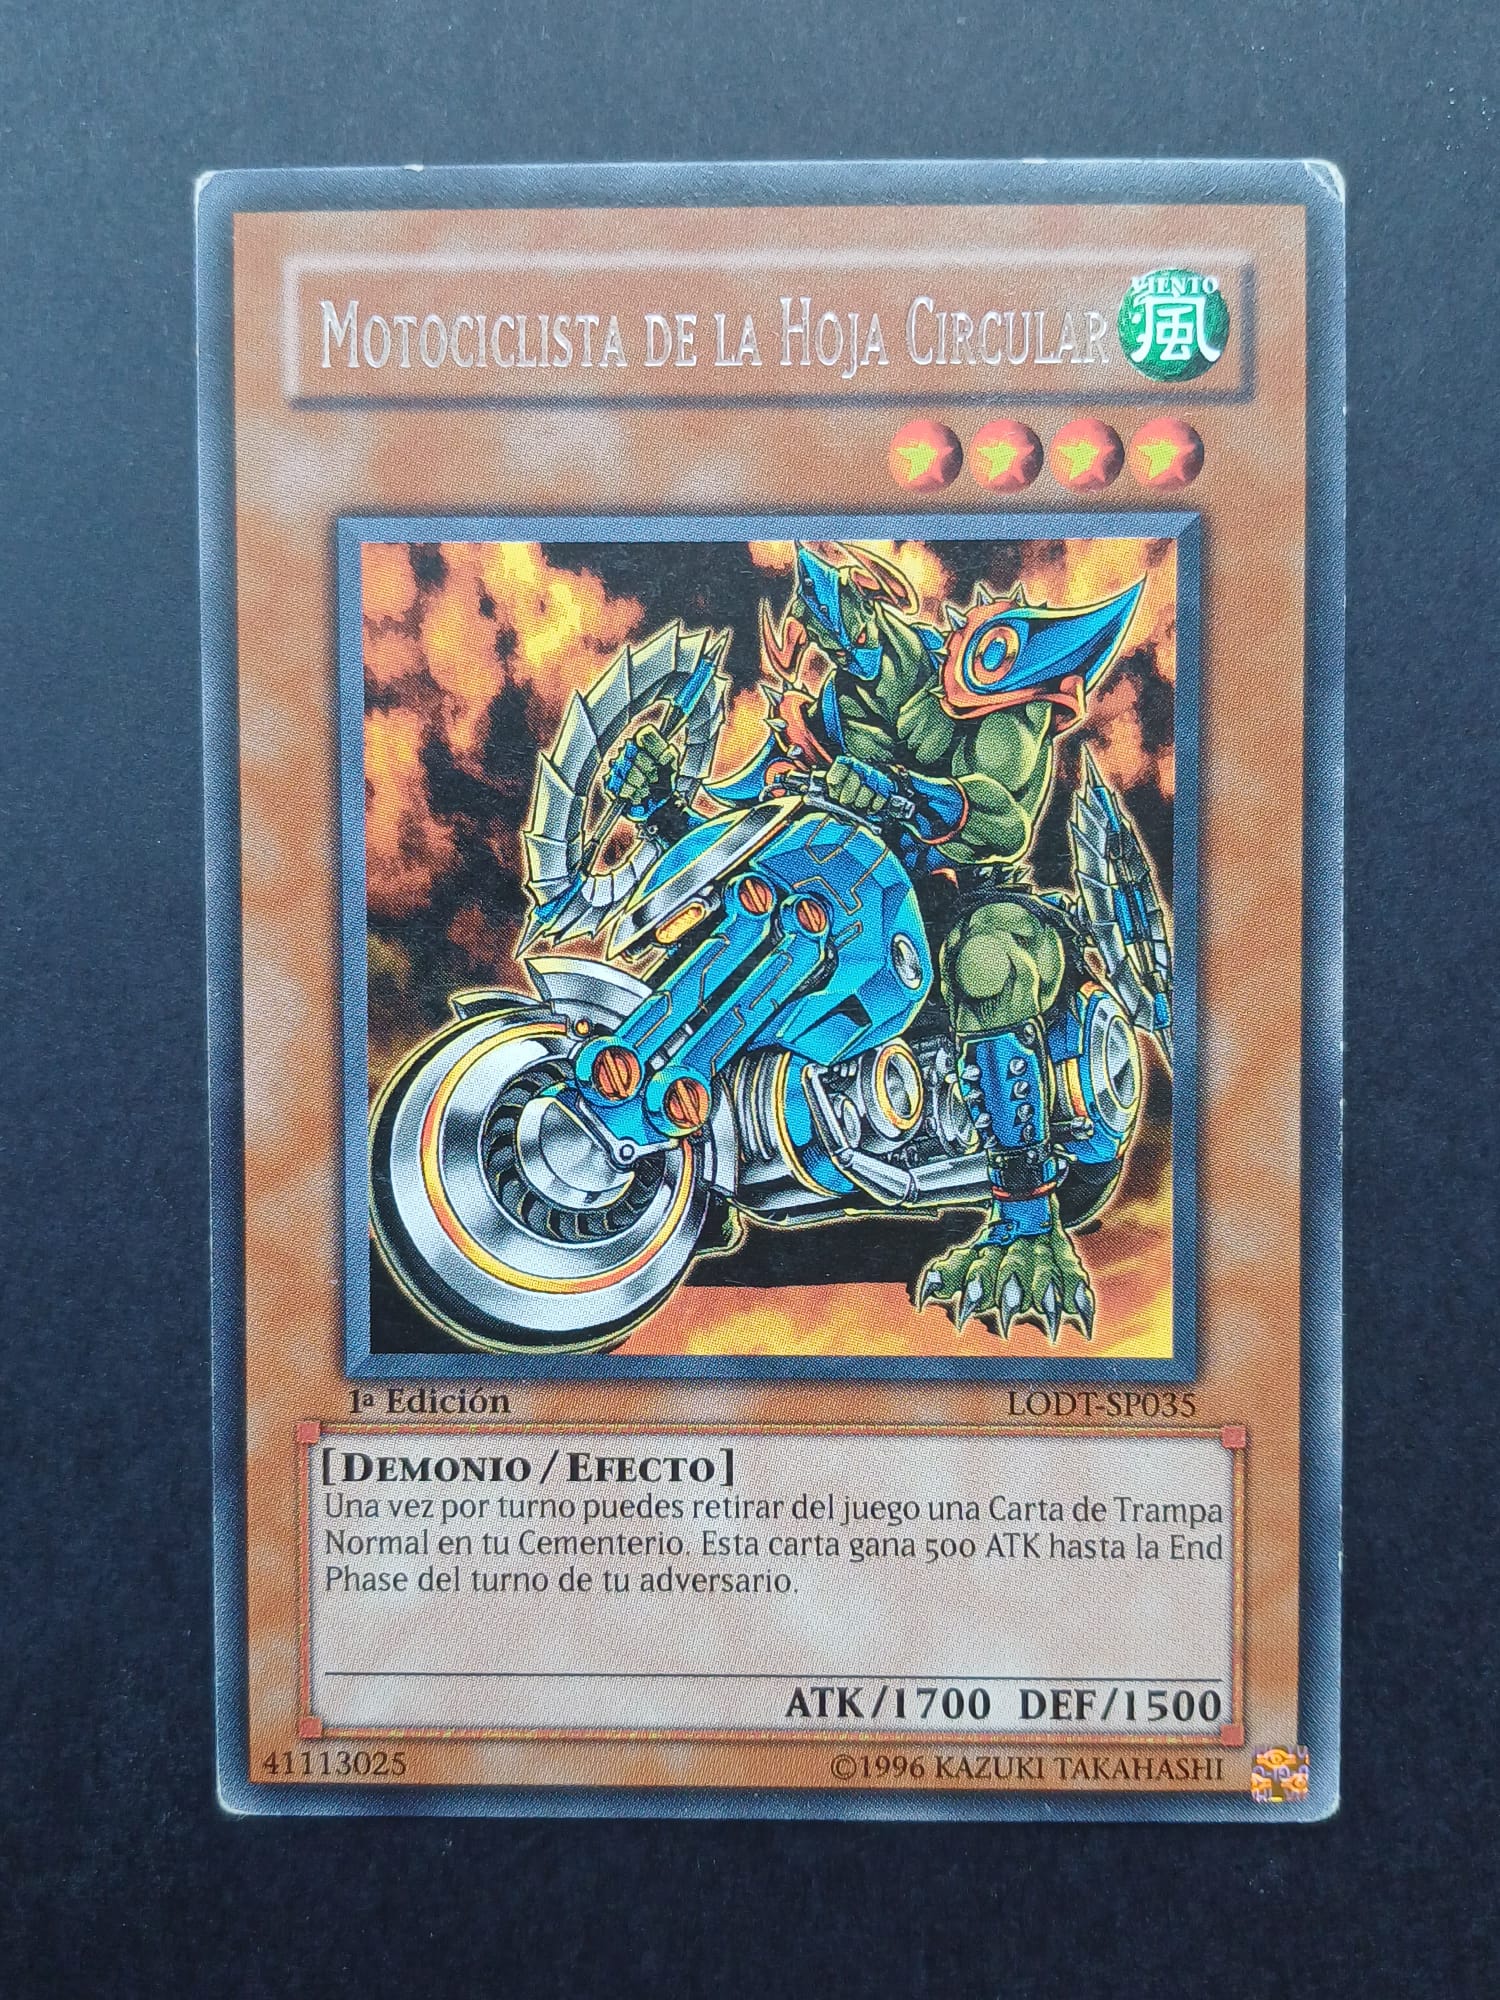 MOTOCICLISTA DE LA HOJA CIRCULAR
VIENTO
風
1ª Edición
LODT-SP035
[DEMONIO/EFECTO]
Una vez por turno puedes retirar del juego una Carta de Trampa
Normal en tu Cementerio. Esta carta gana 500 ATK hasta la End
Phase del turno de tu adversario.
ATK/1700 DEF/1500
41113025
©1996 KAZUKI TAKAHASHI